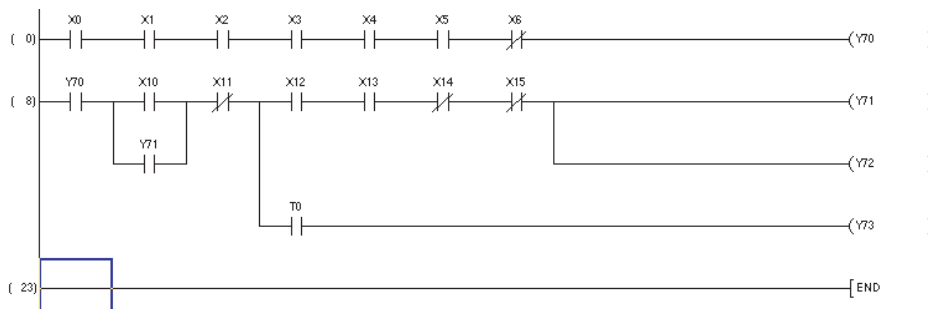 X0 X1 X2 X3 X4 X5 X6
( 0) (Y70
Y70 X10 X11 X12 X13 X14 X15
( 8) (Y71
Y71 (Y72
T0 (Y73
( 23) [END